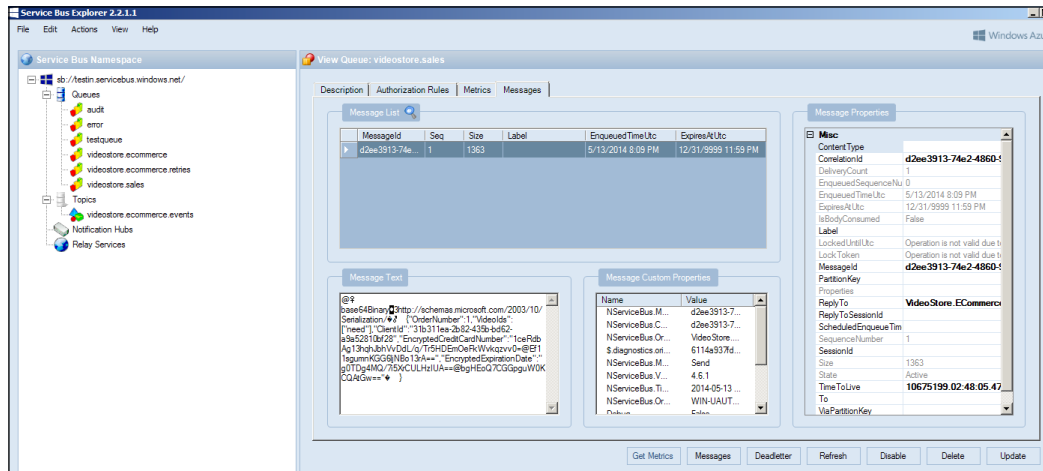 Service Bus Explorer 2.2.1.1
File Edit Actions View Help
Windows Azu
Service Bus Namespace
sb://testin.servicebus.windows.net/
Queues
audit
error
testqueue
videostore.ecommerce
videostore.ecommerce.retries
videostore.sales
Topics
videostore.ecommerce.events
Notification Hubs
Relay Services
View Queue: videostore.sales
Description Authorization Rules Metrics Messages
Message List
MessageId Seq Size Label EnqueuedTimeUtc ExpiresAtUtc
d2ee3913-74e... 1 1363 5/13/2014 8:09 PM 12/31/9999 11:59 PM
Message Text
base64Binary 3http://schemas.microsoft.com/2003/10/
Serialization/ {"OrderNumber":1,"VideoIds":
["need"],"ClientId":"31b311ea-2b82-435b-bd62-
a9a52810bf28","EncryptedCreditCardNumber":"1ceRdb
Ag13hqhJbhVvDdL/q/Tr5HDEmOeFkWvkqzvv0=@Ef1
1sgumnKGG6ljNBo13rA==","EncryptedExpirationDate":"
g0TDg4MQ/7i5XrCULHzIUA==@bgHEoQ7CGGpguW0K
CQAtGw==" }
Message Custom Properties
Name Value
NServiceBus.M... d2ee3913-7...
NServiceBus.C... d2ee3913-7...
NServiceBus.Or... VideoStore....
$.diagnostics.ori... 6114a937fd...
NServiceBus.M... Send
NServiceBus.V... 4.6.1
NServiceBus.Ti... 2014-05-13 ...
NServiceBus.Or... WIN-UAUT...
Message Properties
Misc
ContentType
CorrelationId d2ee3913-74e2-4860-9
DeliveryCount 1
EnqueuedSequenceNu 0
EnqueuedTimeUtc 5/13/2014 8:09 PM
ExpiresAtUtc 12/31/9999 11:59 PM
IsBodyConsumed False
Label
LockedUntilUtc Operation is not valid due t
LockToken Operation is not valid due t
MessageId d2ee3913-74e2-4860-9
PartitionKey
Properties
ReplyTo VideoStore.ECommerce
ReplyToSessionId
ScheduledEnqueueTim
SequenceNumber 1
SessionId
Size 1363
State Active
TimeToLive 10675199.02:48:05.47
To
ViaPartitionKey
Get Metrics Messages Deadletter Refresh Disable Delete Update